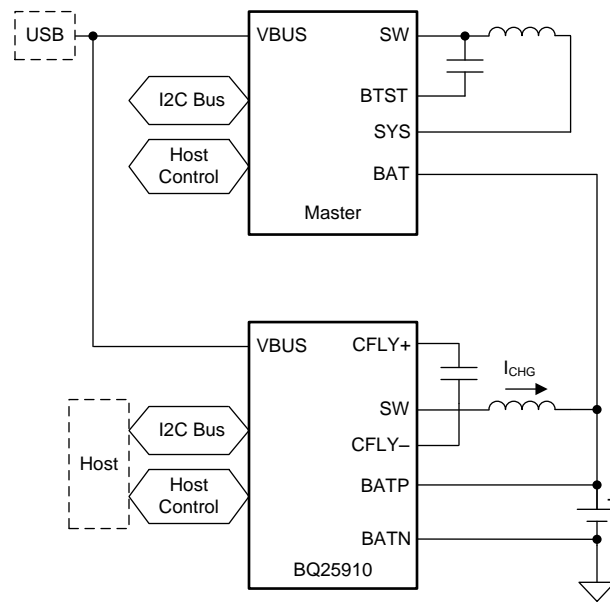 USB
VBUS
SW
I2C Bus
BTST
SYS
Host
Control
BAT
Master
VBUS
CFLY+
ICHG
SW
I2C Bus
Host
CFLY–
Host
Control
BATP
+
BATN
BQ25910